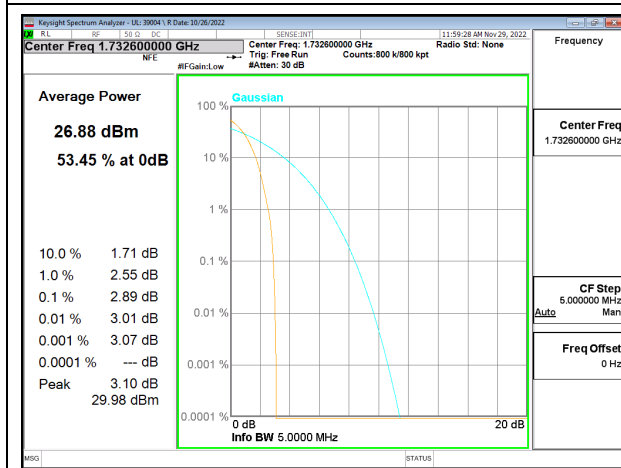 Keysight Spectrum Analyzer - UL: 39004 \ R Date: 10/26/2022
RL RF 50 Ω DC SENSE:INT 11:59:28 AM Nov 29, 2022
Center Freq 1.732600000 GHz
NFE
#IFGain:Low
Center Freq: 1.732600000 GHz
Trig: Free Run Counts:800 k/800 kpt
#Atten: 30 dB
Radio Std: None
Frequency
Average Power
26.88 dBm
53.45 % at 0dB
10.0 % 1.71 dB
1.0 % 2.55 dB
0.1 % 2.89 dB
0.01 % 3.01 dB
0.001 % 3.07 dB
0.0001 % --- dB
Peak 3.10 dB
29.98 dBm
Gaussian
100 %
10 %
1 %
0.1 %
0.01 %
0.001 %
0.0001 %
0 dB 20 dB
Info BW 5.0000 MHz
Center Freq
1.732600000 GHz
CF Step
5.000000 MHz
Auto Man
Freq Offset
0 Hz
MSG STATUS